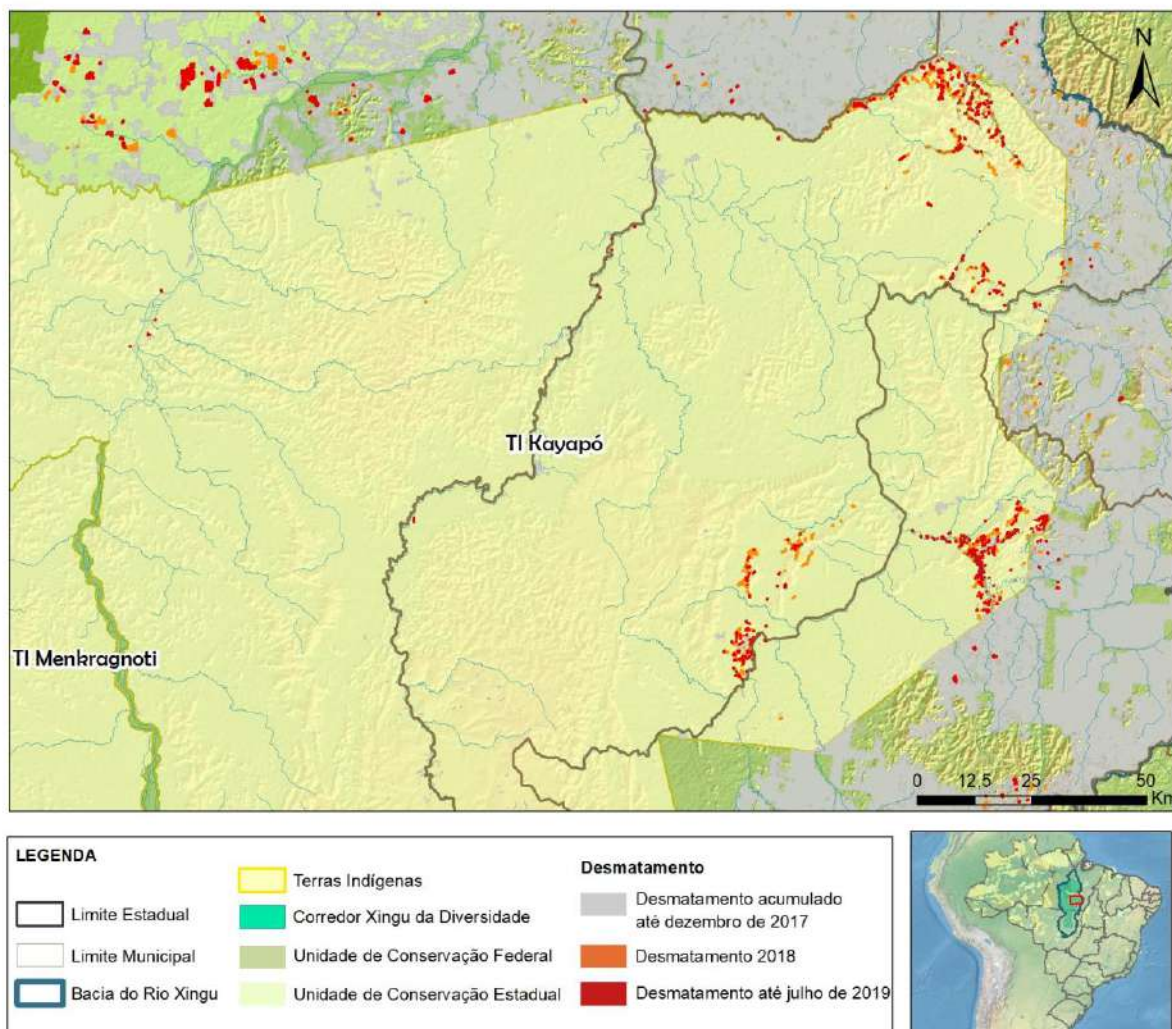 N
TI Kayapó
TI Menkragnoti
0 12,5 25 50
Km
LEGENDA
Limite Estadual
Limite Municipal
Bacia do Rio Xingu
Terras Indígenas
Corredor Xingu da Diversidade
Unidade de Conservação Federal
Unidade de Conservação Estadual
Desmatamento
Desmatamento acumulado
até dezembro de 2017
Desmatamento 2018
Desmatamento até julho de 2019